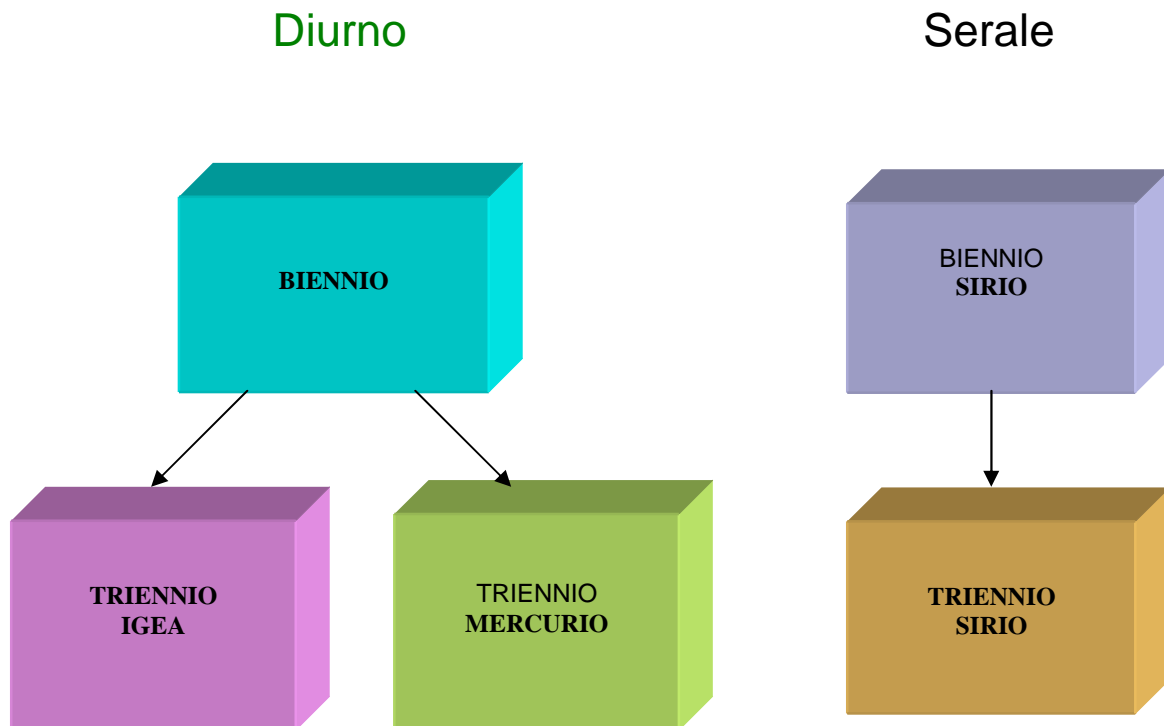 Diurno
Serale
BIENNIO
BIENNIO
SIRIO
TRIENNIO
IGEA
TRIENNIO
MERCURIO
TRIENNIO
SIRIO